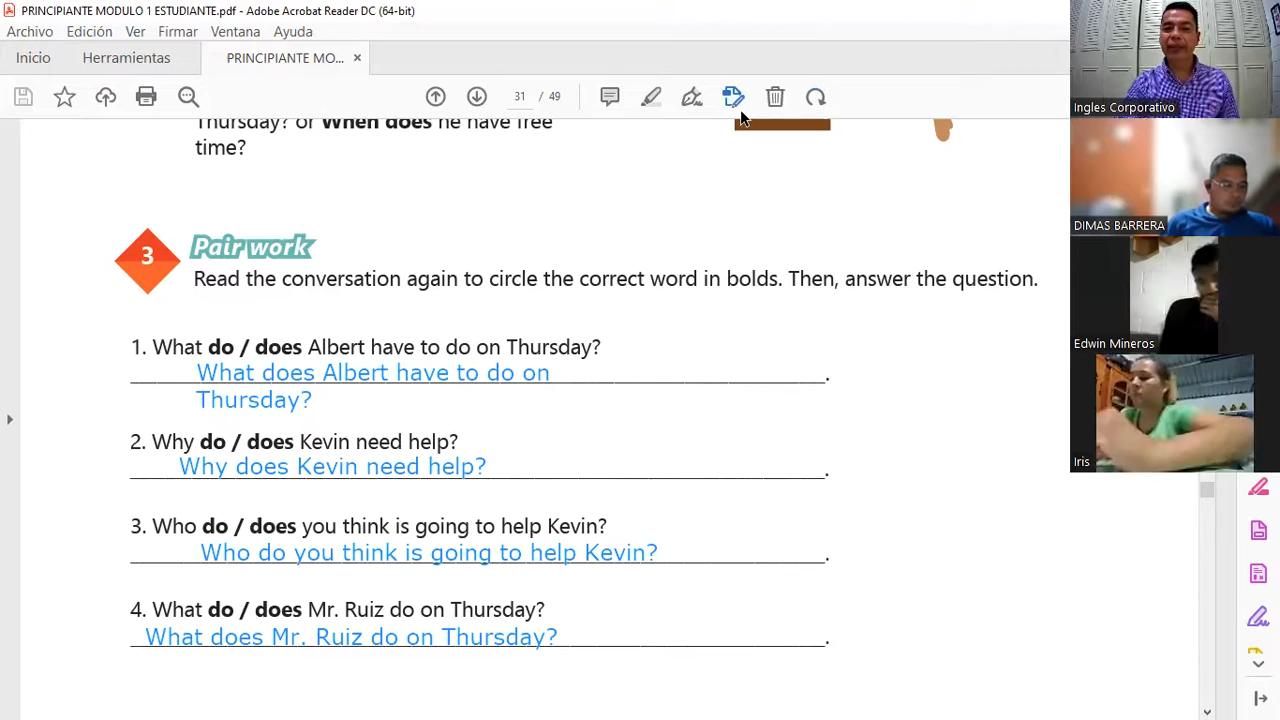 PRINCIPIANTE MODULO 1 ESTUDIANTE.pdf - Adobe Acrobat Reader DC (64-bit)
Archivo Edición Ver Firmar Ventana Ayuda
Inicio Herramientas PRINCIPIANTE MO... ×
31 / 49
Thursday? or When does he have free
time?
3 Pair work
Read the conversation again to circle the correct word in bolds. Then, answer the question.
1. What do / does Albert have to do on Thursday?
What does Albert have to do on
Thursday?
2. Why do / does Kevin need help?
Why does Kevin need help?
3. Who do / does you think is going to help Kevin?
Who do you think is going to help Kevin?
4. What do / does Mr. Ruiz do on Thursday?
What does Mr. Ruiz do on Thursday?
Ingles Corporativo
DIMAS BARRERA
Edwin Mineros
Iris